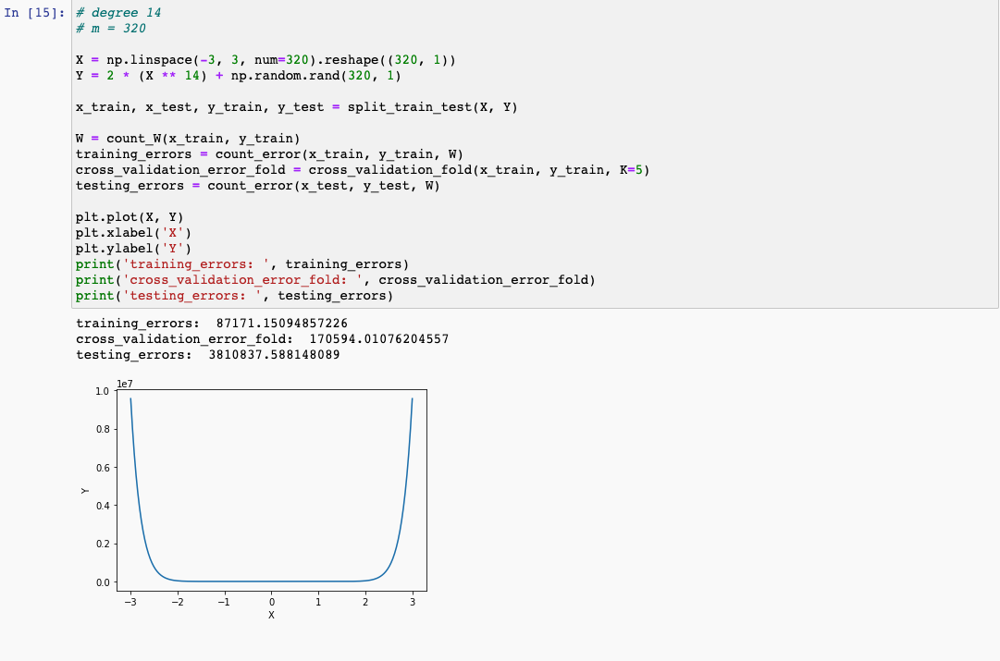 In [15]:
# degree 14
# m = 320
X = np.linspace(-3, 3, num=320).reshape((320, 1))
Y = 2 * (X ** 14) + np.random.rand(320, 1)
x_train, x_test, y_train, y_test = split_train_test(X, Y)
W = count_W(x_train, y_train)
training_errors = count_error(x_train, y_train, W)
cross_validation_error_fold = cross_validation_fold(x_train, y_train, K=5)
testing_errors = count_error(x_test, y_test, W)
plt.plot(X, Y)
plt.xlabel('X')
plt.ylabel('Y')
print('training_errors: ', training_errors)
print('cross_validation_error_fold: ', cross_validation_error_fold)
print('testing_errors: ', testing_errors)
training_errors:  87171.15094857226
cross_validation_error_fold:  170594.01076204557
testing_errors:  3810837.588148089
1e7
1.0
0.8
0.6
0.4
0.2
0.0
Y
−3 −2 −1 0 1 2 3
X